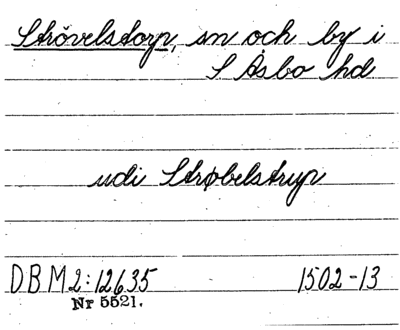 Strövelstorp, sn och by i
S Åsbo hd
udi Strøbelstrup
DBM 2:12635 1502-13
Nr 5521.